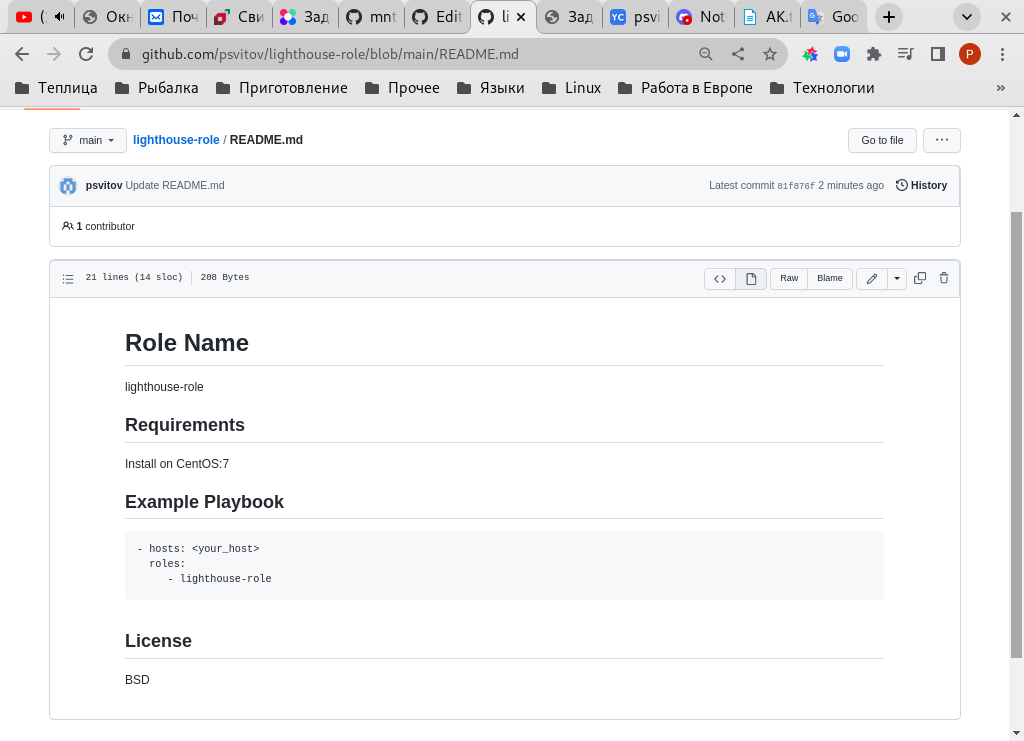 ( Окн Поч Сви Зад mnt Edit li Зад YC psvi Not AK.t Goo
github.com/psvitov/lighthouse-role/blob/main/README.md P
Теплица Рыбалка Приготовление Прочее Языки Linux Работа в Европе Технологии »
main lighthouse-role / README.md Go to file ...
psvitov Update README.md Latest commit 81f876f 2 minutes ago History
1 contributor
21 lines (14 sloc) 208 Bytes <> Raw Blame
Role Name
lighthouse-role
Requirements
Install on CentOS:7
Example Playbook
- hosts: <your_host>
roles:
- lighthouse-role
License
BSD